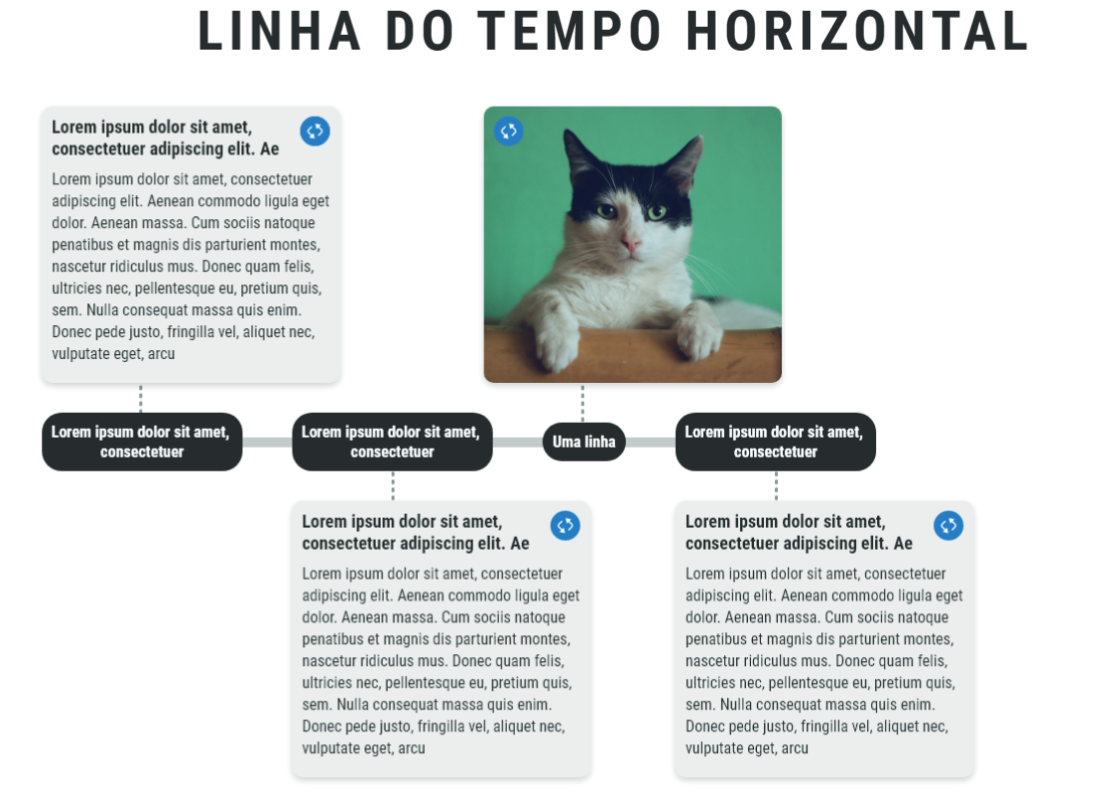 LINHA DO TEMPO HORIZONTAL
Lorem ipsum dolor sit amet,
consectetuer adipiscing elit. Ae
Lorem ipsum dolor sit amet, consectetuer
adipiscing elit. Aenean commodo ligula eget
dolor. Aenean massa. Cum sociis natoque
penatibus et magnis dis parturient montes,
nascetur ridiculus mus. Donec quam felis,
ultricies nec, pellentesque eu, pretium quis,
sem. Nulla consequat massa quis enim.
Donec pede justo, fringilla vel, aliquet nec,
vulputate eget, arcu
Lorem ipsum dolor sit amet,
consectetuer
Lorem ipsum dolor sit amet,
consectetuer
Uma linha
Lorem ipsum dolor sit amet,
consectetuer
Lorem ipsum dolor sit amet,
consectetuer adipiscing elit. Ae
Lorem ipsum dolor sit amet, consectetuer
adipiscing elit. Aenean commodo ligula eget
dolor. Aenean massa. Cum sociis natoque
penatibus et magnis dis parturient montes,
nascetur ridiculus mus. Donec quam felis,
ultricies nec, pellentesque eu, pretium quis,
sem. Nulla consequat massa quis enim.
Donec pede justo, fringilla vel, aliquet nec,
vulputate eget, arcu
Lorem ipsum dolor sit amet,
consectetuer adipiscing elit. Ae
Lorem ipsum dolor sit amet, consectetuer
adipiscing elit. Aenean commodo ligula eget
dolor. Aenean massa. Cum sociis natoque
penatibus et magnis dis parturient montes,
nascetur ridiculus mus. Donec quam felis,
ultricies nec, pellentesque eu, pretium quis,
sem. Nulla consequat massa quis enim.
Donec pede justo, fringilla vel, aliquet nec,
vulputate eget, arcu